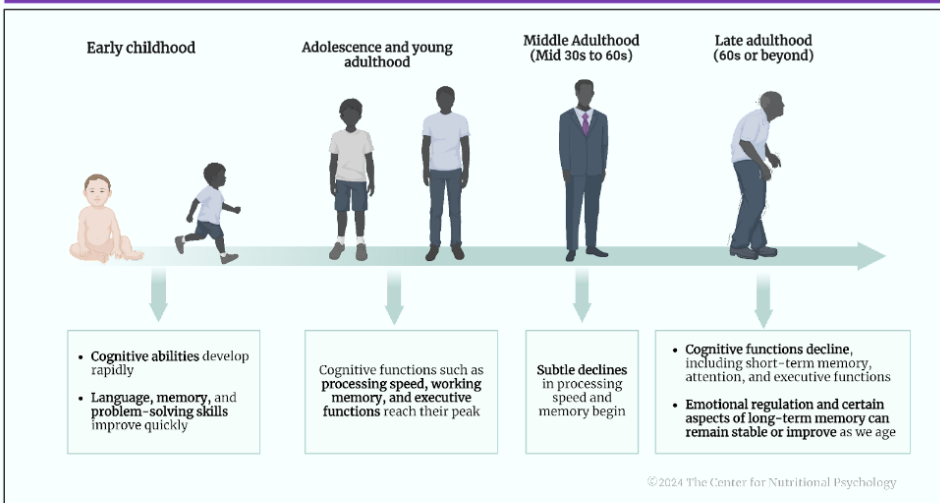 Early childhood
Adolescence and young
adulthood
Middle Adulthood
(Mid 30s to 60s)
Late adulthood
(60s or beyond)
• Cognitive abilities develop
rapidly
• Language, memory, and
problem-solving skills
improve quickly
Cognitive functions such as
processing speed, working
memory, and executive
functions reach their peak
Subtle declines
in processing
speed and
memory begin
• Cognitive functions decline,
including short-term memory,
attention, and executive functions
• Emotional regulation and certain
aspects of long-term memory can
remain stable or improve as we age
©2024 The Center for Nutritional Psychology